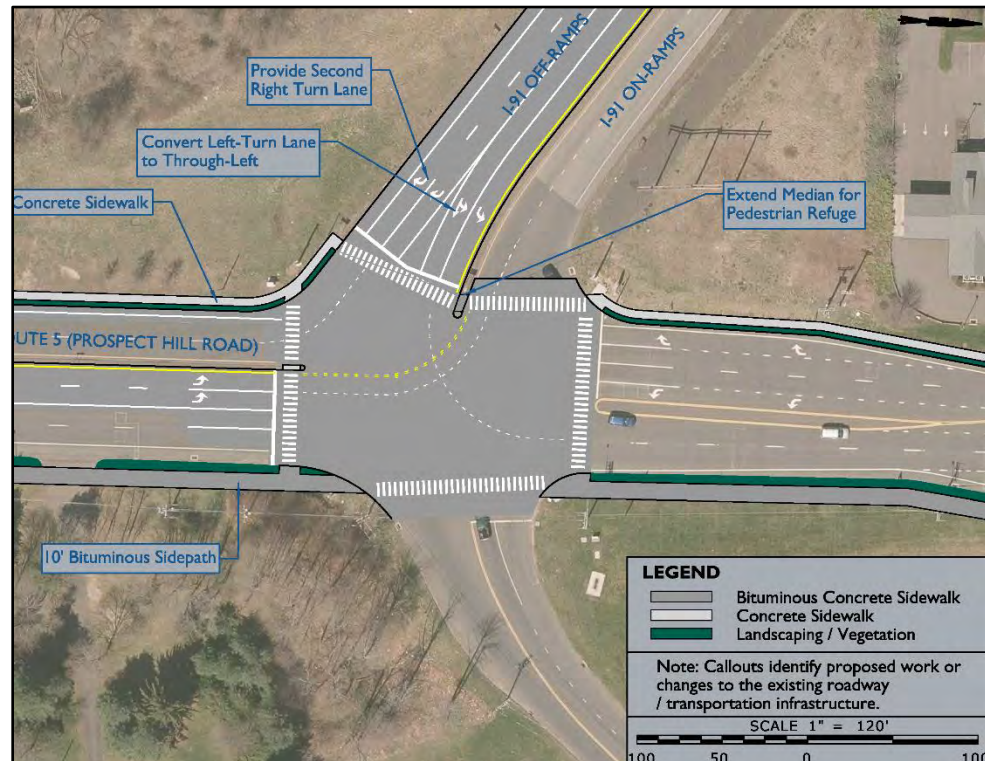 Provide Second
Right Turn Lane
I-91 OFF-RAMPS
I-91 ON-RAMPS
Convert Left-Turn Lane
to Through-Left
Concrete Sidewalk
Extend Median for
Pedestrian Refuge
OUTE 5 (PROSPECT HILL ROAD)
10' Bituminous Sidepath
LEGEND
Bituminous Concrete Sidewalk
Concrete Sidewalk
Landscaping / Vegetation
Note: Callouts identify proposed work or
changes to the existing roadway
/ transportation infrastructure.
SCALE 1" = 120'
100 50 0 100